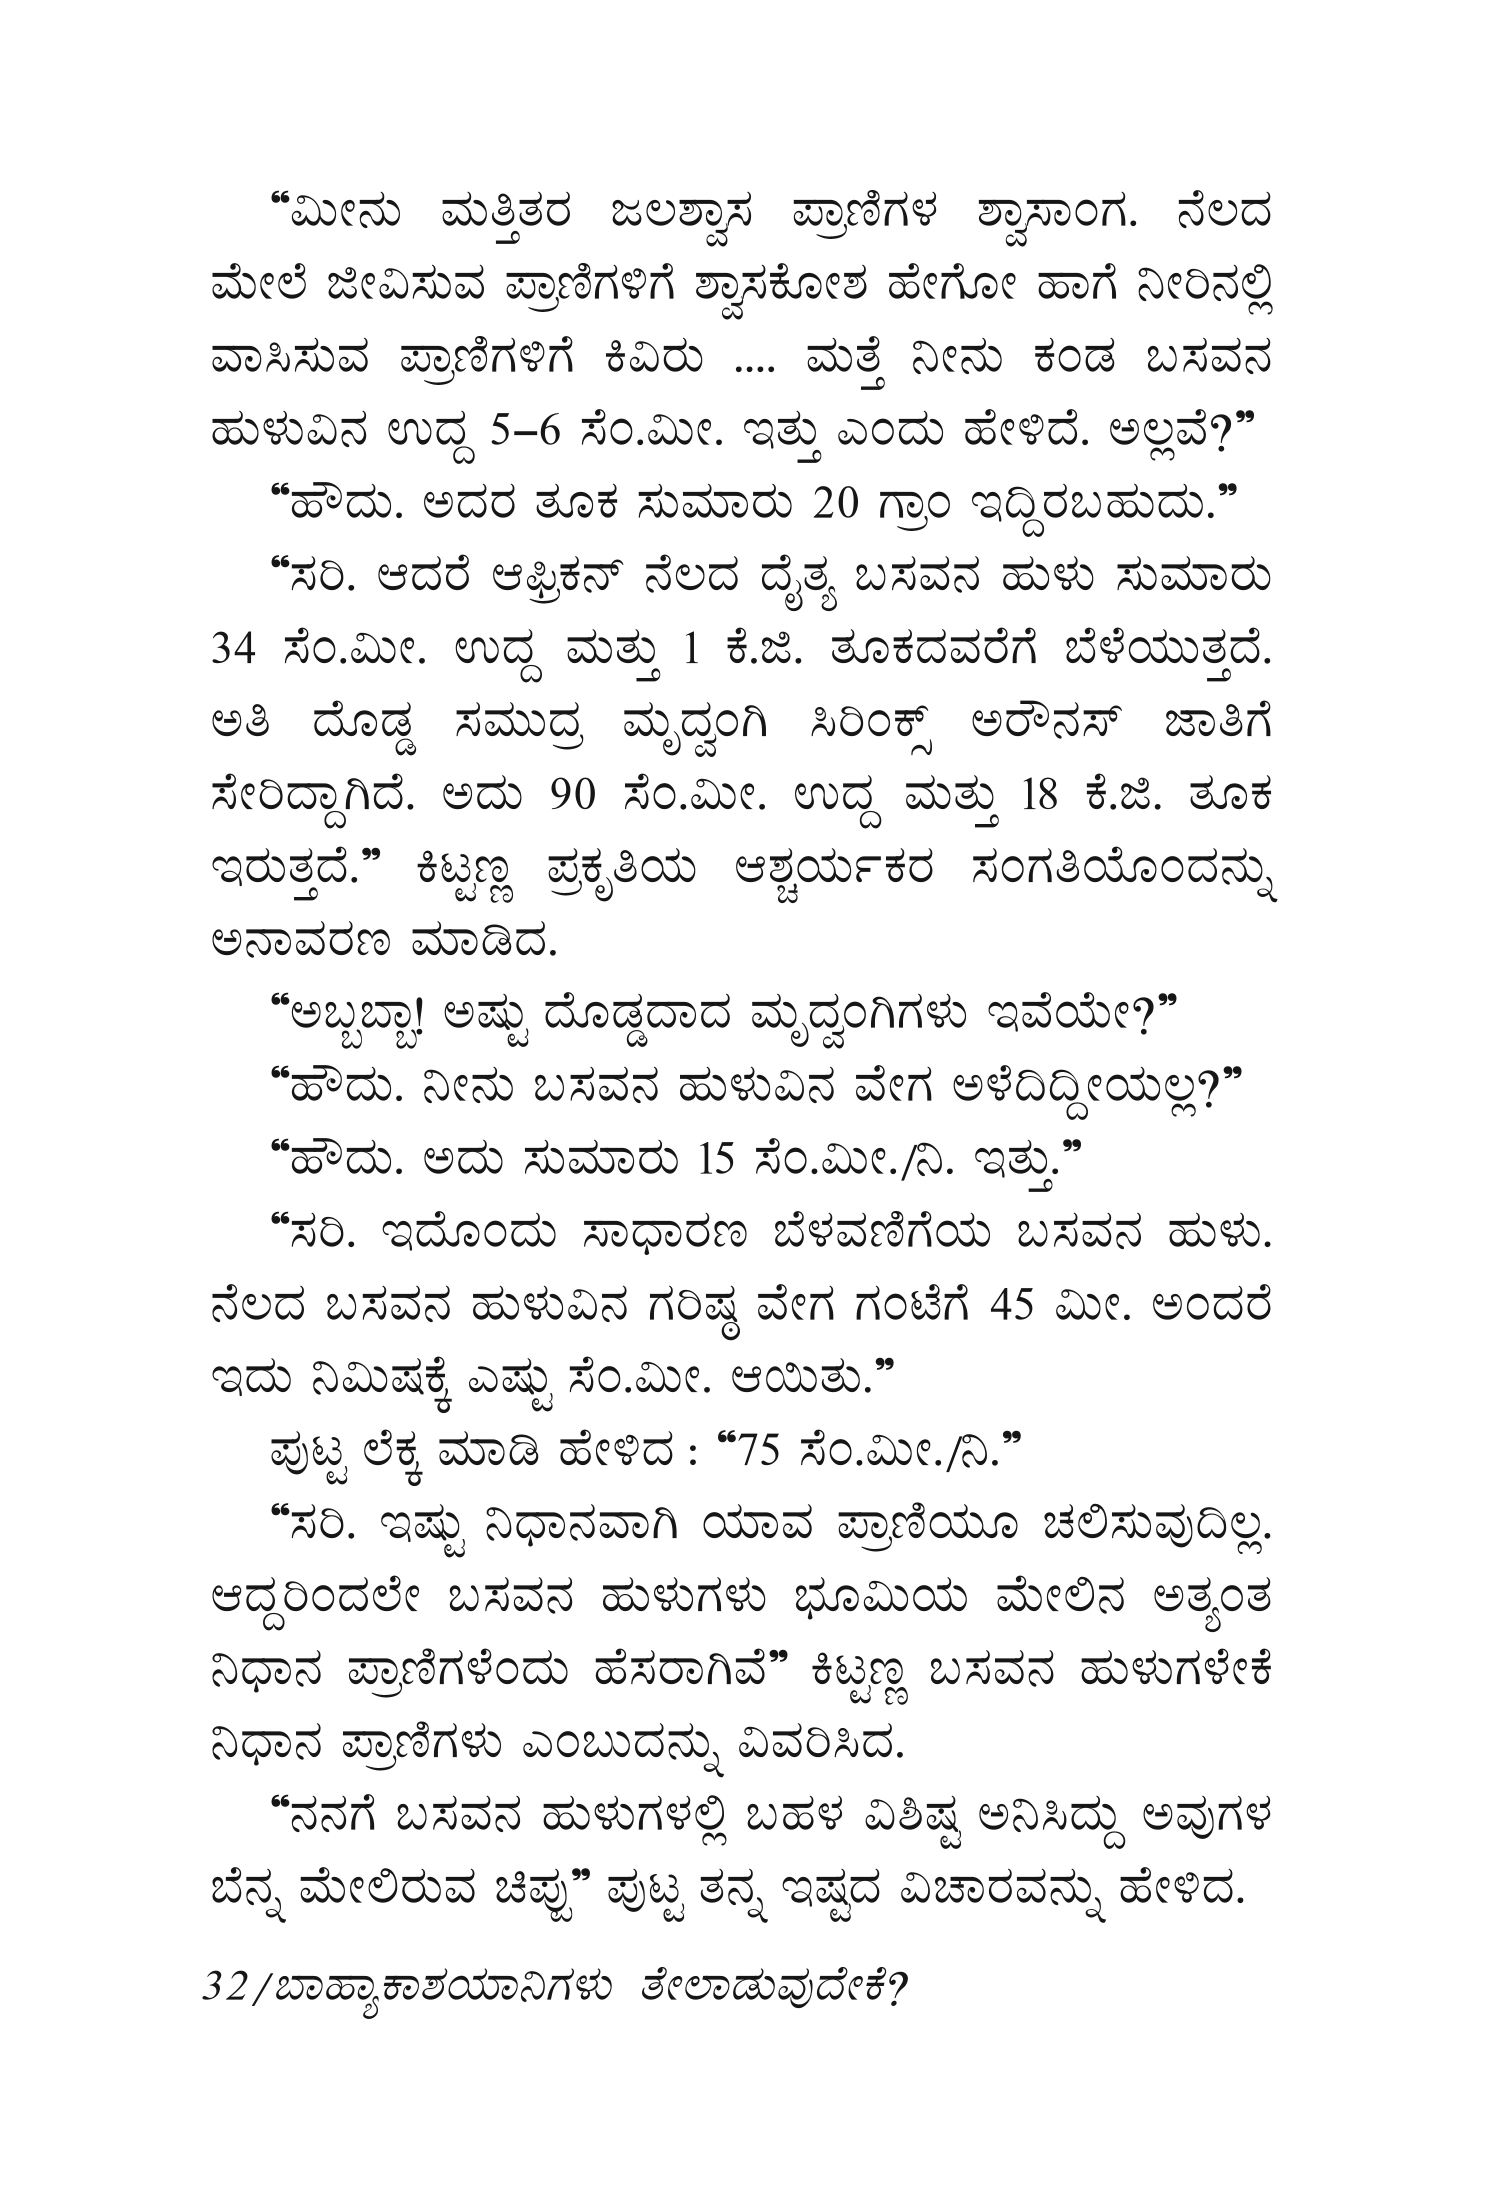 “ಮೀನು ಮತ್ತಿತರ ಜಲಶ್ವಾಸ ಪ್ರಾಣಿಗಳ ಶ್ವಾಸಾಂಗ. ನೆಲದ
ಮೇಲೆ ಜೀವಿಸುವ ಪ್ರಾಣಿಗಳಿಗೆ ಶ್ವಾಸಕೋಶ ಹೇಗೋ ಹಾಗೆ ನೀರಿನಲ್ಲಿ
ವಾಸಿಸುವ ಪ್ರಾಣಿಗಳಿಗೆ ಕಿವಿರು .... ಮತ್ತೆ ನೀನು ಕಂಡ ಬಸವನ
ಹುಳುವಿನ ಉದ್ದ 5–6 ಸೆಂ.ಮೀ. ಇತ್ತು ಎಂದು ಹೇಳಿದೆ. ಅಲ್ಲವೆ?”
“ಹೌದು. ಅದರ ತೂಕ ಸುಮಾರು 20 ಗ್ರಾಂ ಇದ್ದಿರಬಹುದು.”
“ಸರಿ. ಆದರೆ ಆಫ್ರಿಕನ್ ನೆಲದ ದೈತ್ಯ ಬಸವನ ಹುಳು ಸುಮಾರು
34 ಸೆಂ.ಮೀ. ಉದ್ದ ಮತ್ತು 1 ಕೆ.ಜಿ. ತೂಕದವರೆಗೆ ಬೆಳೆಯುತ್ತದೆ.
ಅತಿ ದೊಡ್ಡ ಸಮುದ್ರ ಮೃದ್ವಂಗಿ ಸಿರಿಂಕ್ಸ್ ಅರೌನಸ್ ಜಾತಿಗೆ
ಸೇರಿದ್ದಾಗಿದೆ. ಅದು 90 ಸೆಂ.ಮೀ. ಉದ್ದ ಮತ್ತು 18 ಕೆ.ಜಿ. ತೂಕ
ಇರುತ್ತದೆ.” ಕಿಟ್ಟಣ್ಣ ಪ್ರಕೃತಿಯ ಆಶ್ಚರ್ಯಕರ ಸಂಗತಿಯೊಂದನ್ನು
ಅನಾವರಣ ಮಾಡಿದ.
“ಅಬ್ಬಬ್ಬಾ! ಅಷ್ಟು ದೊಡ್ಡದಾದ ಮೃದ್ವಂಗಿಗಳು ಇವೆಯೇ?”
“ಹೌದು. ನೀನು ಬಸವನ ಹುಳುವಿನ ವೇಗ ಅಳೆದಿದ್ದೀಯಲ್ಲ?”
“ಹೌದು. ಅದು ಸುಮಾರು 15 ಸೆಂ.ಮೀ./ನಿ. ಇತ್ತು.”
“ಸರಿ. ಇದೊಂದು ಸಾಧಾರಣ ಬೆಳವಣಿಗೆಯ ಬಸವನ ಹುಳು.
ನೆಲದ ಬಸವನ ಹುಳುವಿನ ಗರಿಷ್ಠ ವೇಗ ಗಂಟೆಗೆ 45 ಮೀ. ಅಂದರೆ
ಇದು ನಿಮಿಷಕ್ಕೆ ಎಷ್ಟು ಸೆಂ.ಮೀ. ಆಯಿತು.”
ಪುಟ್ಟ ಲೆಕ್ಕ ಮಾಡಿ ಹೇಳಿದ : “75 ಸೆಂ.ಮೀ./ನಿ.”
“ಸರಿ. ಇಷ್ಟು ನಿಧಾನವಾಗಿ ಯಾವ ಪ್ರಾಣಿಯೂ ಚಲಿಸುವುದಿಲ್ಲ.
ಆದ್ದರಿಂದಲೇ ಬಸವನ ಹುಳುಗಳು ಭೂಮಿಯ ಮೇಲಿನ ಅತ್ಯಂತ
ನಿಧಾನ ಪ್ರಾಣಿಗಳೆಂದು ಹೆಸರಾಗಿವೆ” ಕಿಟ್ಟಣ್ಣ ಬಸವನ ಹುಳುಗಳೇಕೆ
ನಿಧಾನ ಪ್ರಾಣಿಗಳು ಎಂಬುದನ್ನು ವಿವರಿಸಿದ.
“ನನಗೆ ಬಸವನ ಹುಳುಗಳಲ್ಲಿ ಬಹಳ ವಿಶಿಷ್ಟ ಅನಿಸಿದ್ದು ಅವುಗಳ
ಬೆನ್ನ ಮೇಲಿರುವ ಚಿಪ್ಪು” ಪುಟ್ಟ ತನ್ನ ಇಷ್ಟದ ವಿಚಾರವನ್ನು ಹೇಳಿದ.
32/ಬಾಹ್ಯಾಕಾಶಯಾನಿಗಳು ತೇಲಾಡುವುದೇಕೆ?